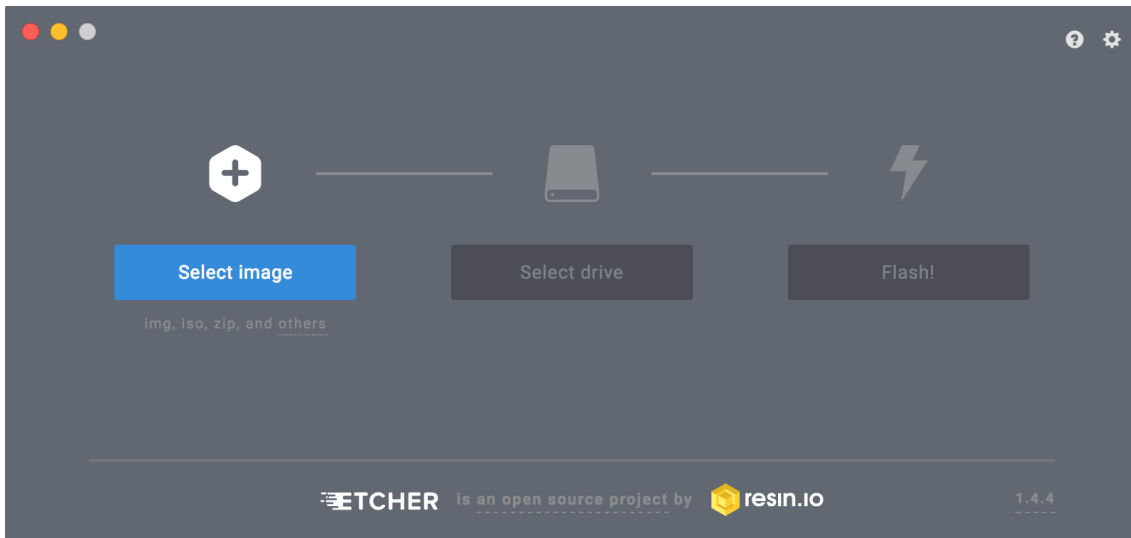 Select image
Select drive
Flash!
img, iso, zip, and others
ETCHER is an open source project by resin.io
1.4.4